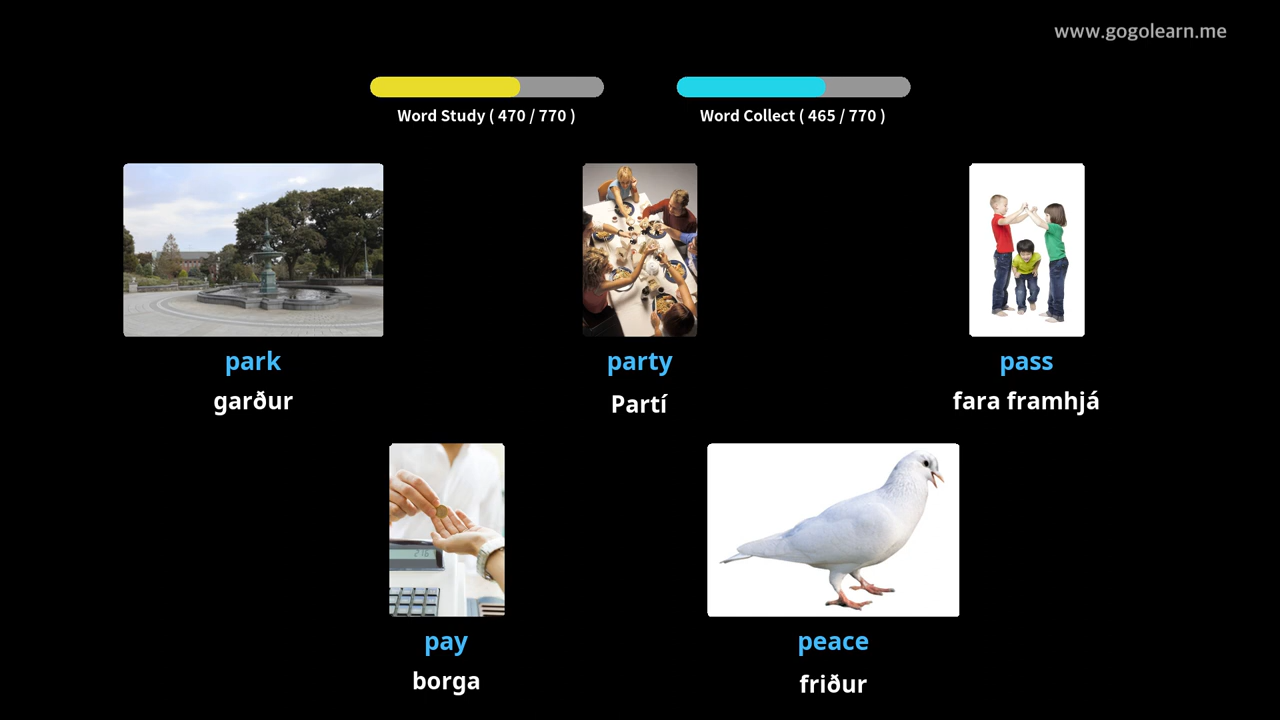 www.gogolearn.me
Word Study ( 470 / 770 )
Word Collect ( 465 / 770 )
park
party
pass
garður
Partí
fara framhjá
pay
peace
borga
friður